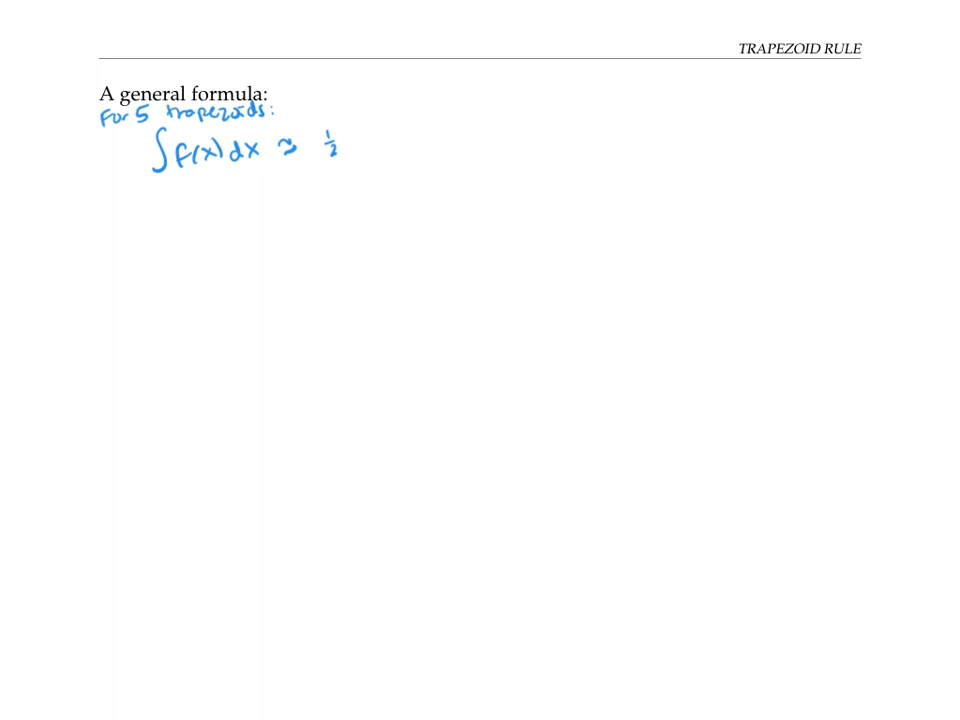 TRAPEZOID RULE
A general formula:
For 5 trapezoids:
∫ f(x) dx ≈ 1/2